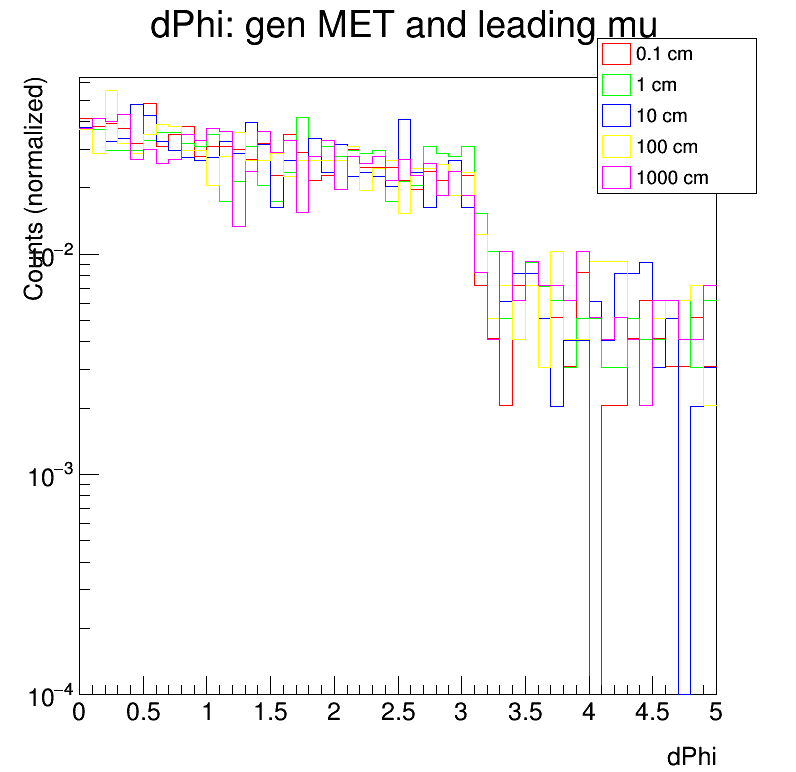 dPhi: gen MET and leading mu
0.1 cm
1 cm
10 cm
100 cm
1000 cm
Counts (normalized)
10⁻²
10⁻³
10⁻⁴
0 0.5 1 1.5 2 2.5 3 3.5 4 4.5 5
dPhi